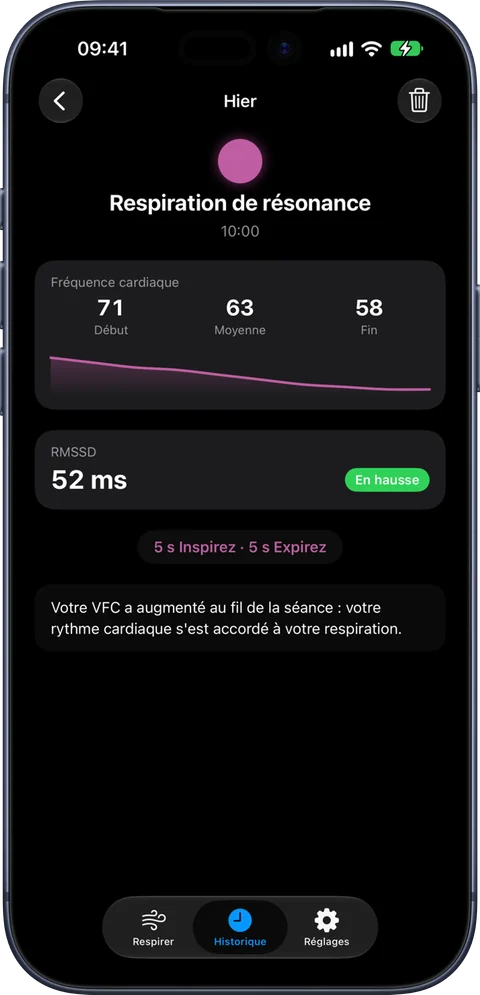 09:41
Hier
Respiration de résonance
10:00
Fréquence cardiaque
71 63 58
Début Moyenne Fin
RMSSD
52 ms
En hausse
5 s Inspirez · 5 s Expirez
Votre VFC a augmenté au fil de la séance : votre
rythme cardiaque s'est accordé à votre respiration.
Respirer Historique Réglages